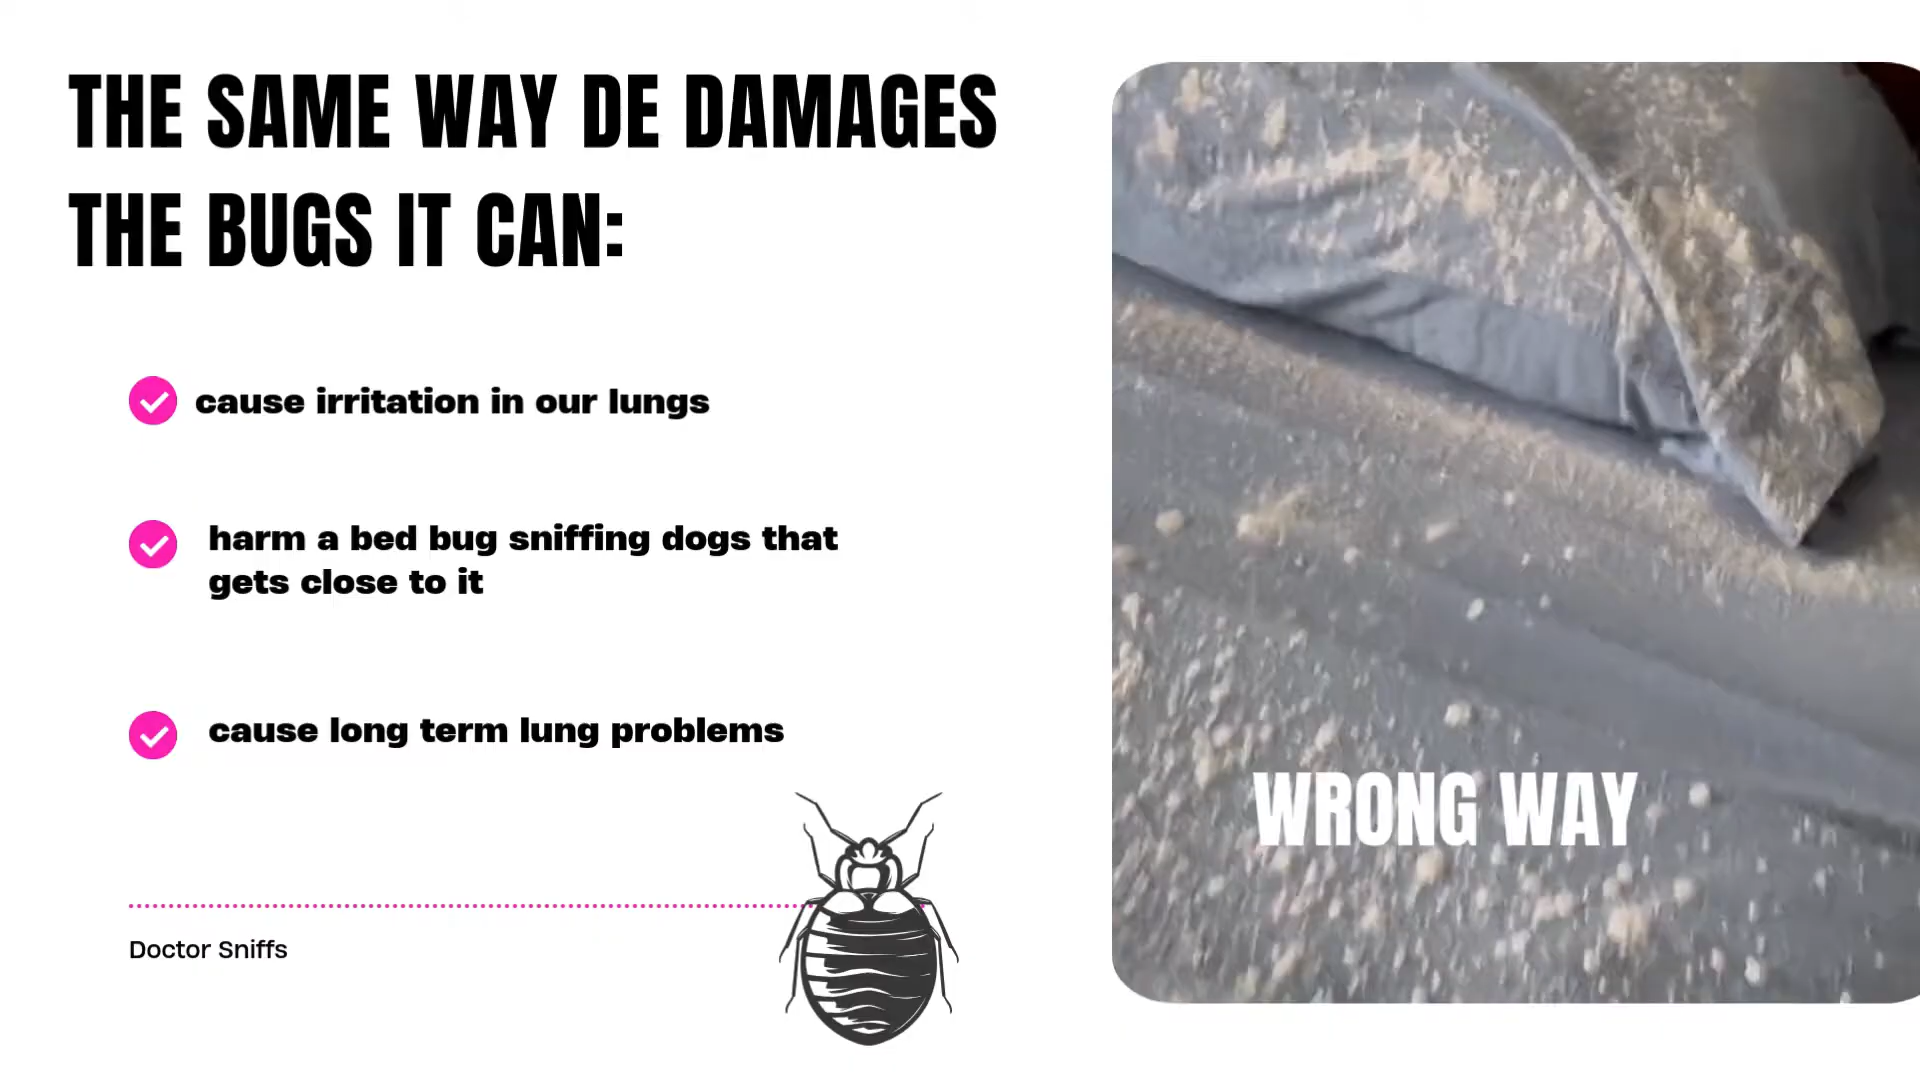 THE SAME WAY DE DAMAGES
THE BUGS IT CAN:
cause irritation in our lungs
harm a bed bug sniffing dogs that
gets close to it
cause long term lung problems
Doctor Sniffs
WRONG WAY